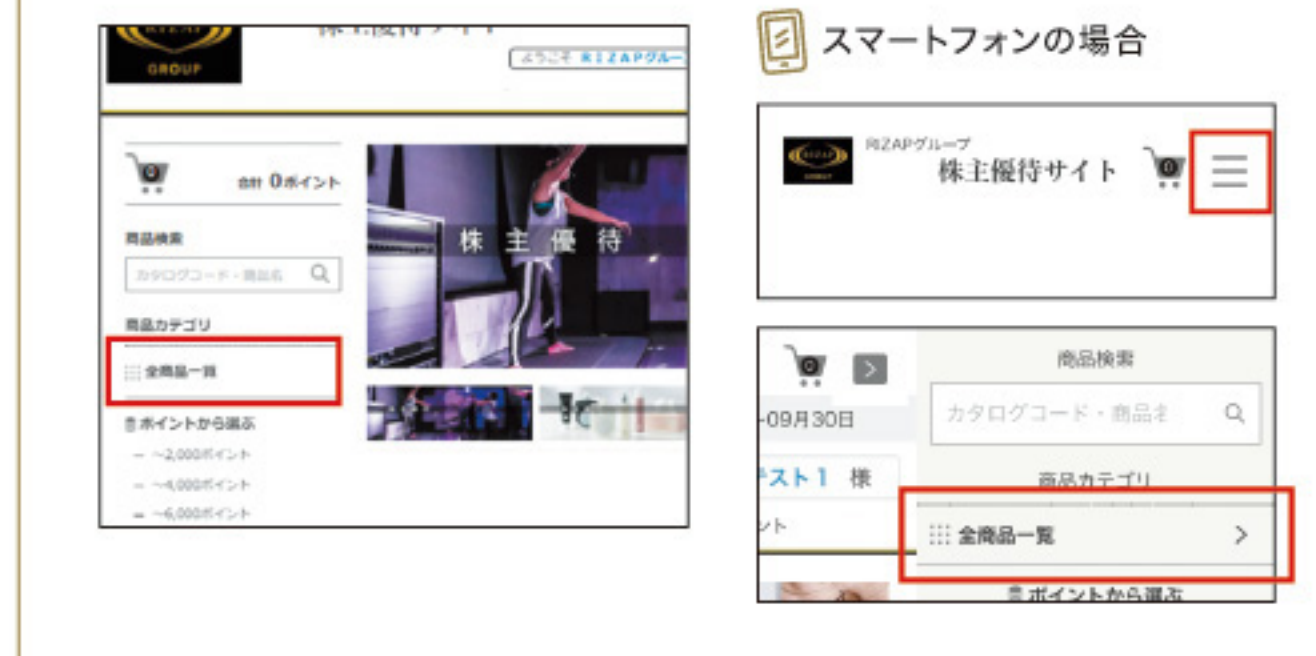 GROUP
ようこそ RIZAPグルー
0
合計 0ポイント
商品検索
カタログコード・商品名
商品カテゴリ
全商品一覧
ポイントから選ぶ
～2,000ポイント
～4,000ポイント
～6,000ポイント
株主優待
スマートフォンの場合
RIZAP
GROUP
RIZAPグループ
株主優待サイト
0
0
09月30日
テスト1 様
ント
商品検索
カタログコード・商品名
商品カテゴリ
全商品一覧
ポイントから選ぶ